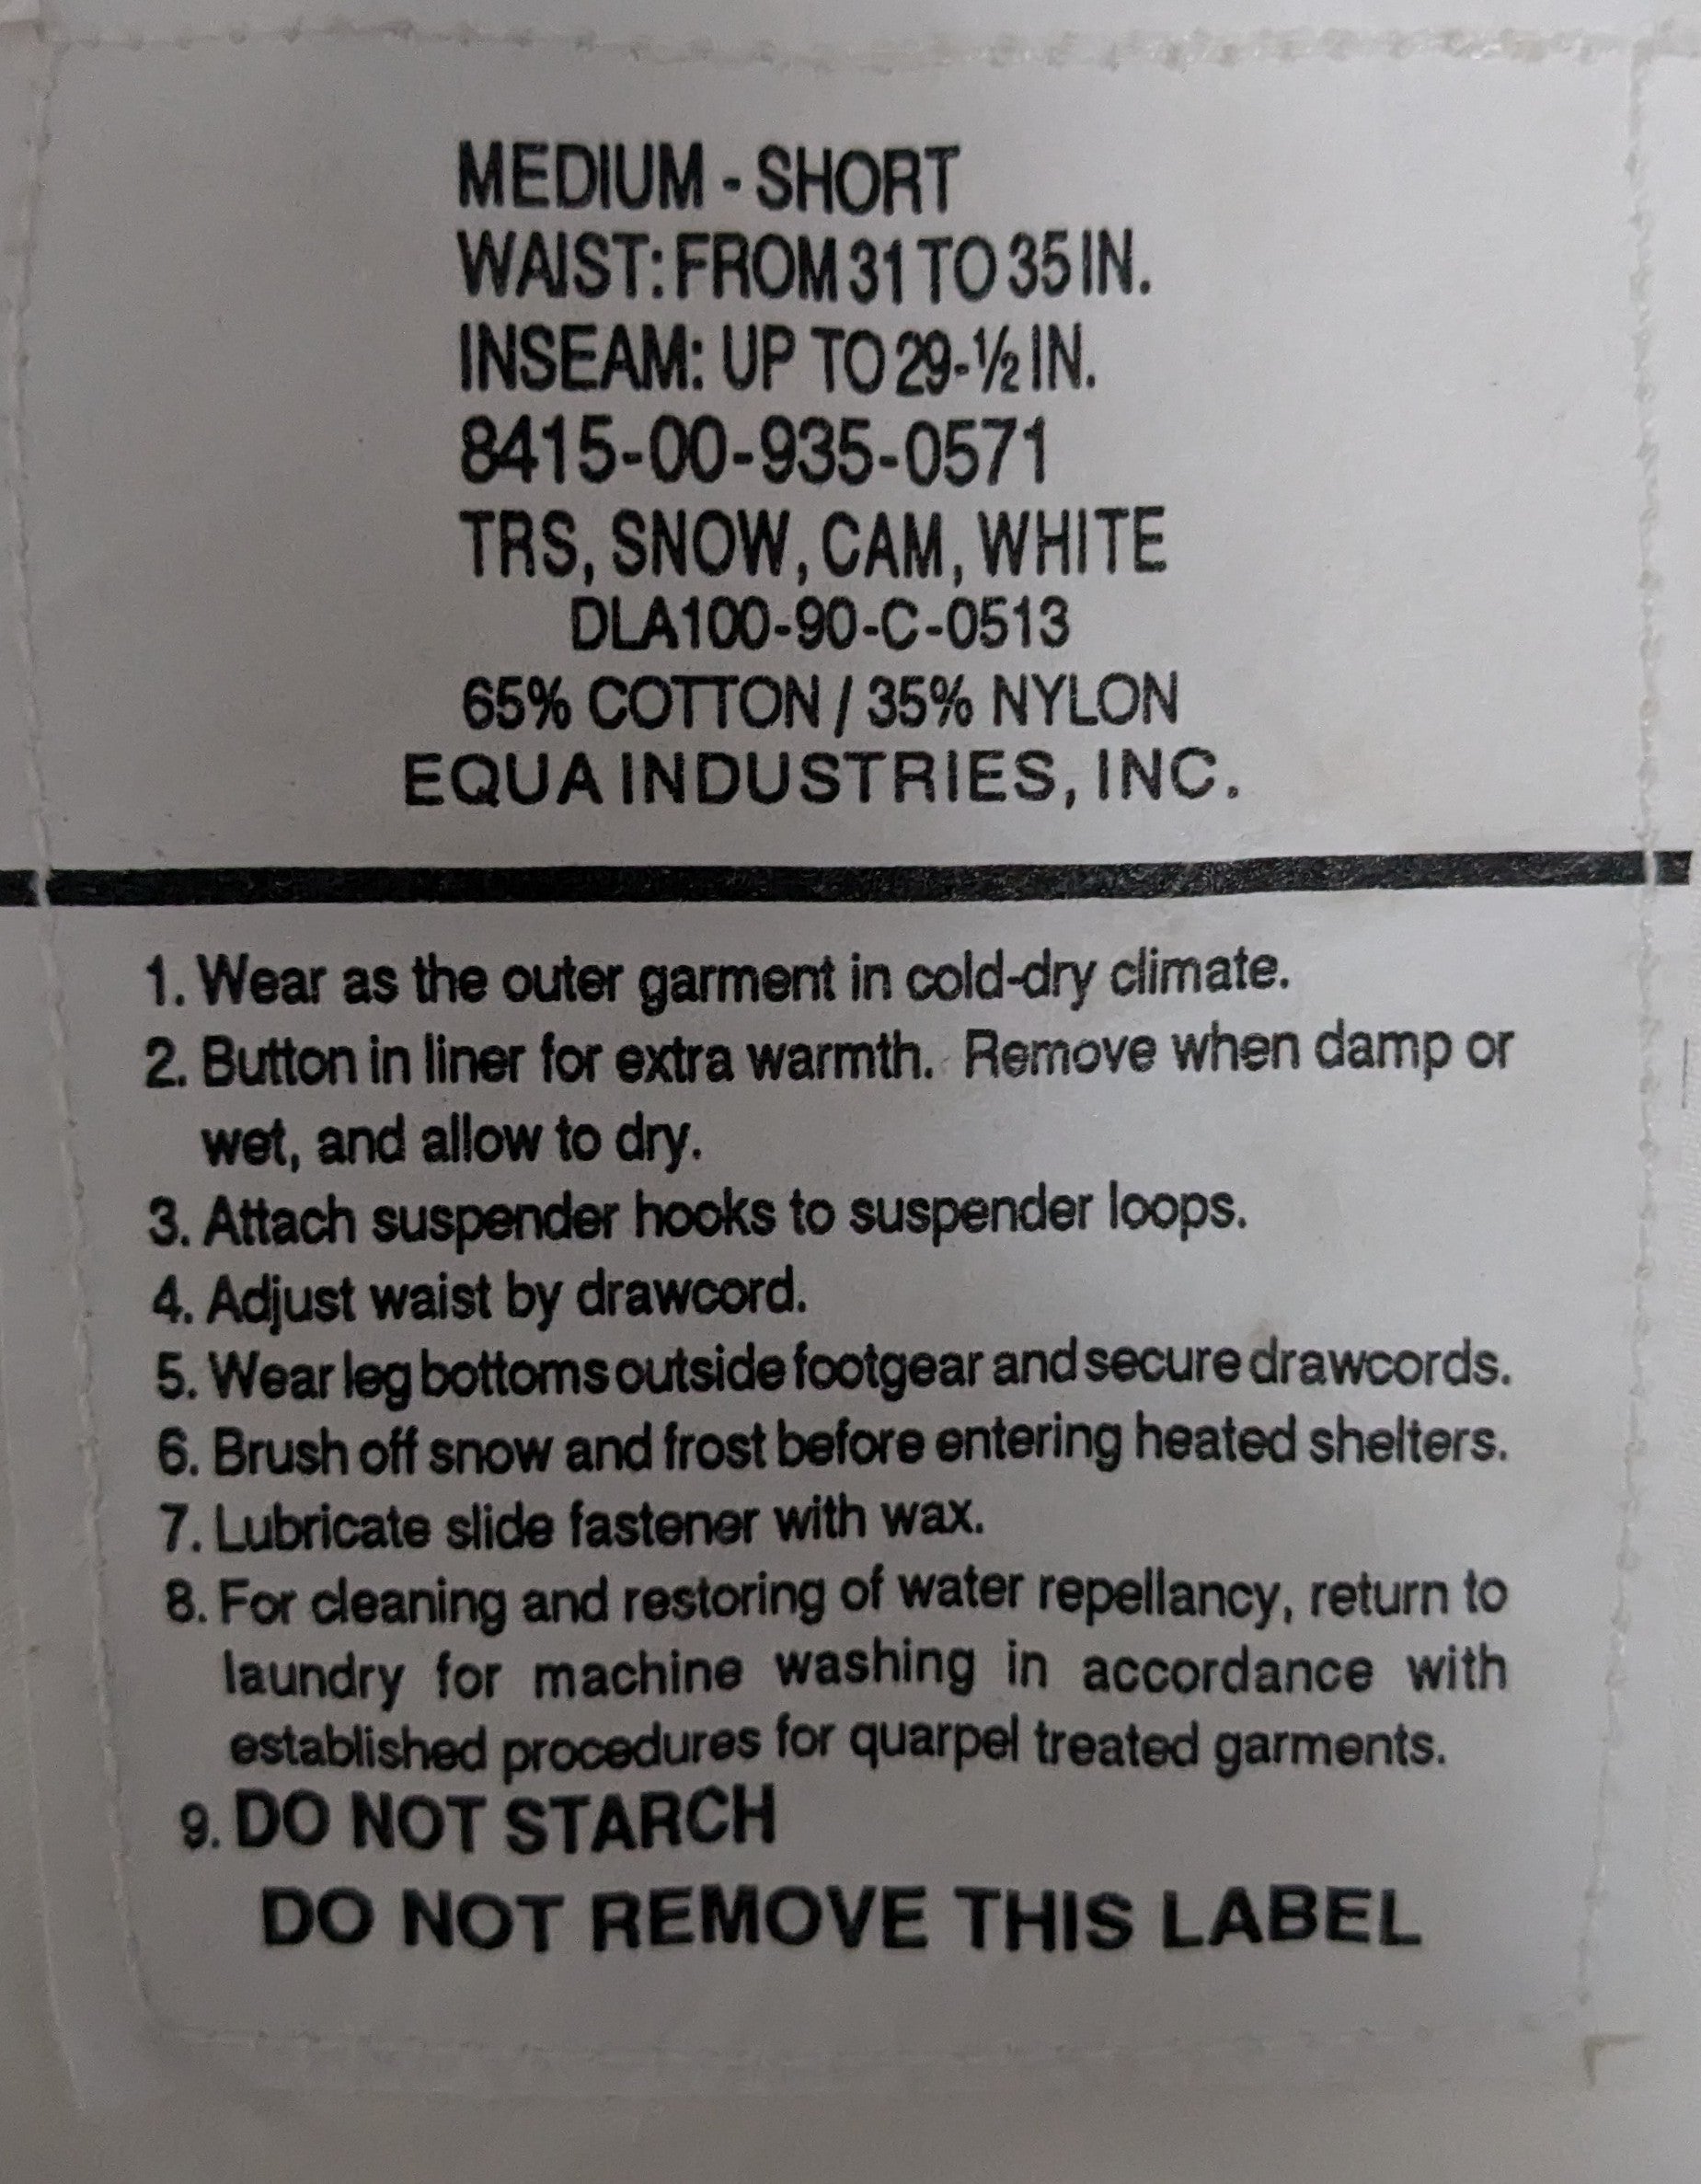 MEDIUM - SHORT
WAIST: FROM 31 TO 35 IN.
INSEAM: UP TO 29-½ IN.
8415-00-935-0571
TRS, SNOW, CAM, WHITE
DLA100-90-C-0513
65% COTTON / 35% NYLON
EQUA INDUSTRIES, INC.
1. Wear as the outer garment in cold-dry climate.
2. Button in liner for extra warmth. Remove when damp or
wet, and allow to dry.
3. Attach suspender hooks to suspender loops.
4. Adjust waist by drawcord.
5. Wear leg bottoms outside footgear and secure drawcords.
6. Brush off snow and frost before entering heated shelters.
7. Lubricate slide fastener with wax.
8. For cleaning and restoring of water repellancy, return to
laundry for machine washing in accordance with
established procedures for quarpel treated garments.
9. DO NOT STARCH
DO NOT REMOVE THIS LABEL